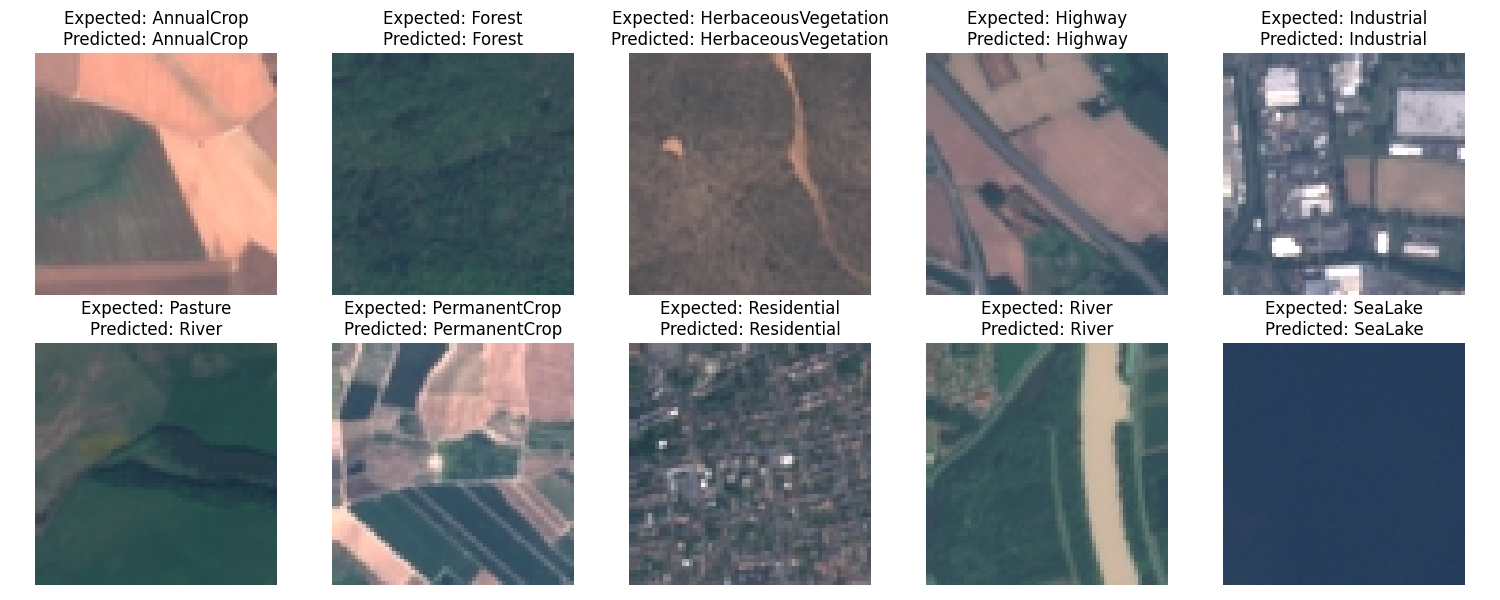 Expected: AnnualCrop
Predicted: AnnualCrop
Expected: Forest
Predicted: Forest
Expected: HerbaceousVegetation
Predicted: HerbaceousVegetation
Expected: Highway
Predicted: Highway
Expected: Industrial
Predicted: Industrial
Expected: Pasture
Predicted: River
Expected: PermanentCrop
Predicted: PermanentCrop
Expected: Residential
Predicted: Residential
Expected: River
Predicted: River
Expected: SeaLake
Predicted: SeaLake